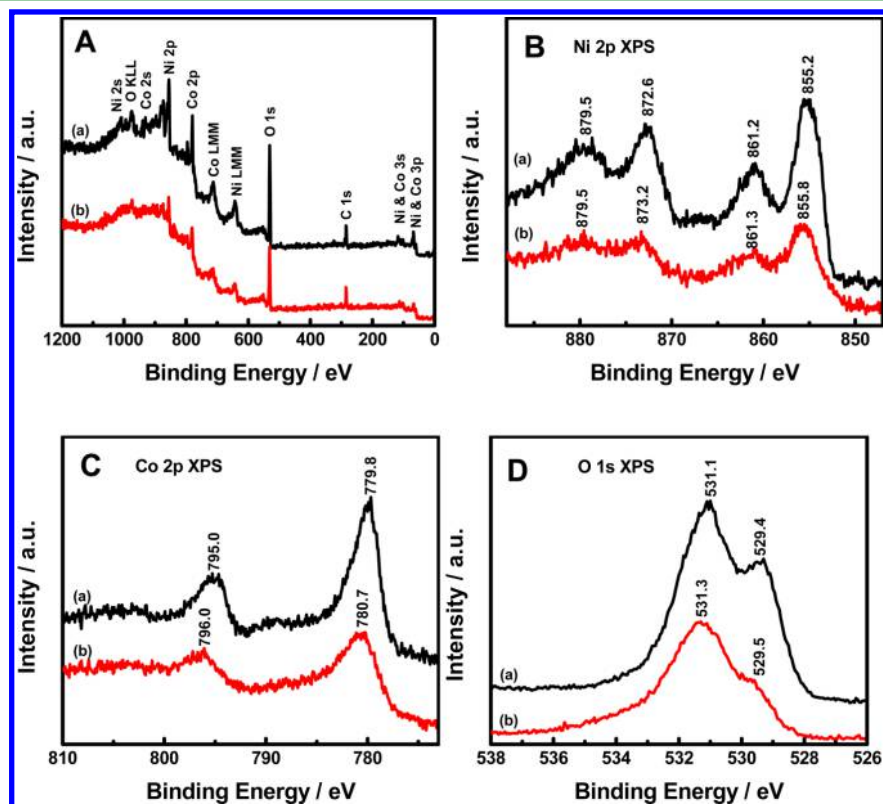 A
Ni 2s
O KLL
Co 2s
Ni 2p
Co 2p
Co LMM
Ni LMM
O 1s
C 1s
Ni & Co 3s
Ni & Co 3p
(a)
(b)
Intensity / a.u.
1200 1000 800 600 400 200 0
Binding Energy / eV
B Ni 2p XPS
879.5
872.6
861.2
855.2
(a)
879.5
873.2
861.3
855.8
(b)
Intensity / a.u.
880 870 860 850
Binding Energy / eV
C Co 2p XPS
795.0
779.8
(a)
796.0
780.7
(b)
Intensity / a.u.
810 800 790 780
Binding Energy / eV
D O 1s XPS
531.1
529.4
531.3
529.5
(a)
(b)
Intensity / a.u.
538 536 534 532 530 528 526
Binding Energy / eV